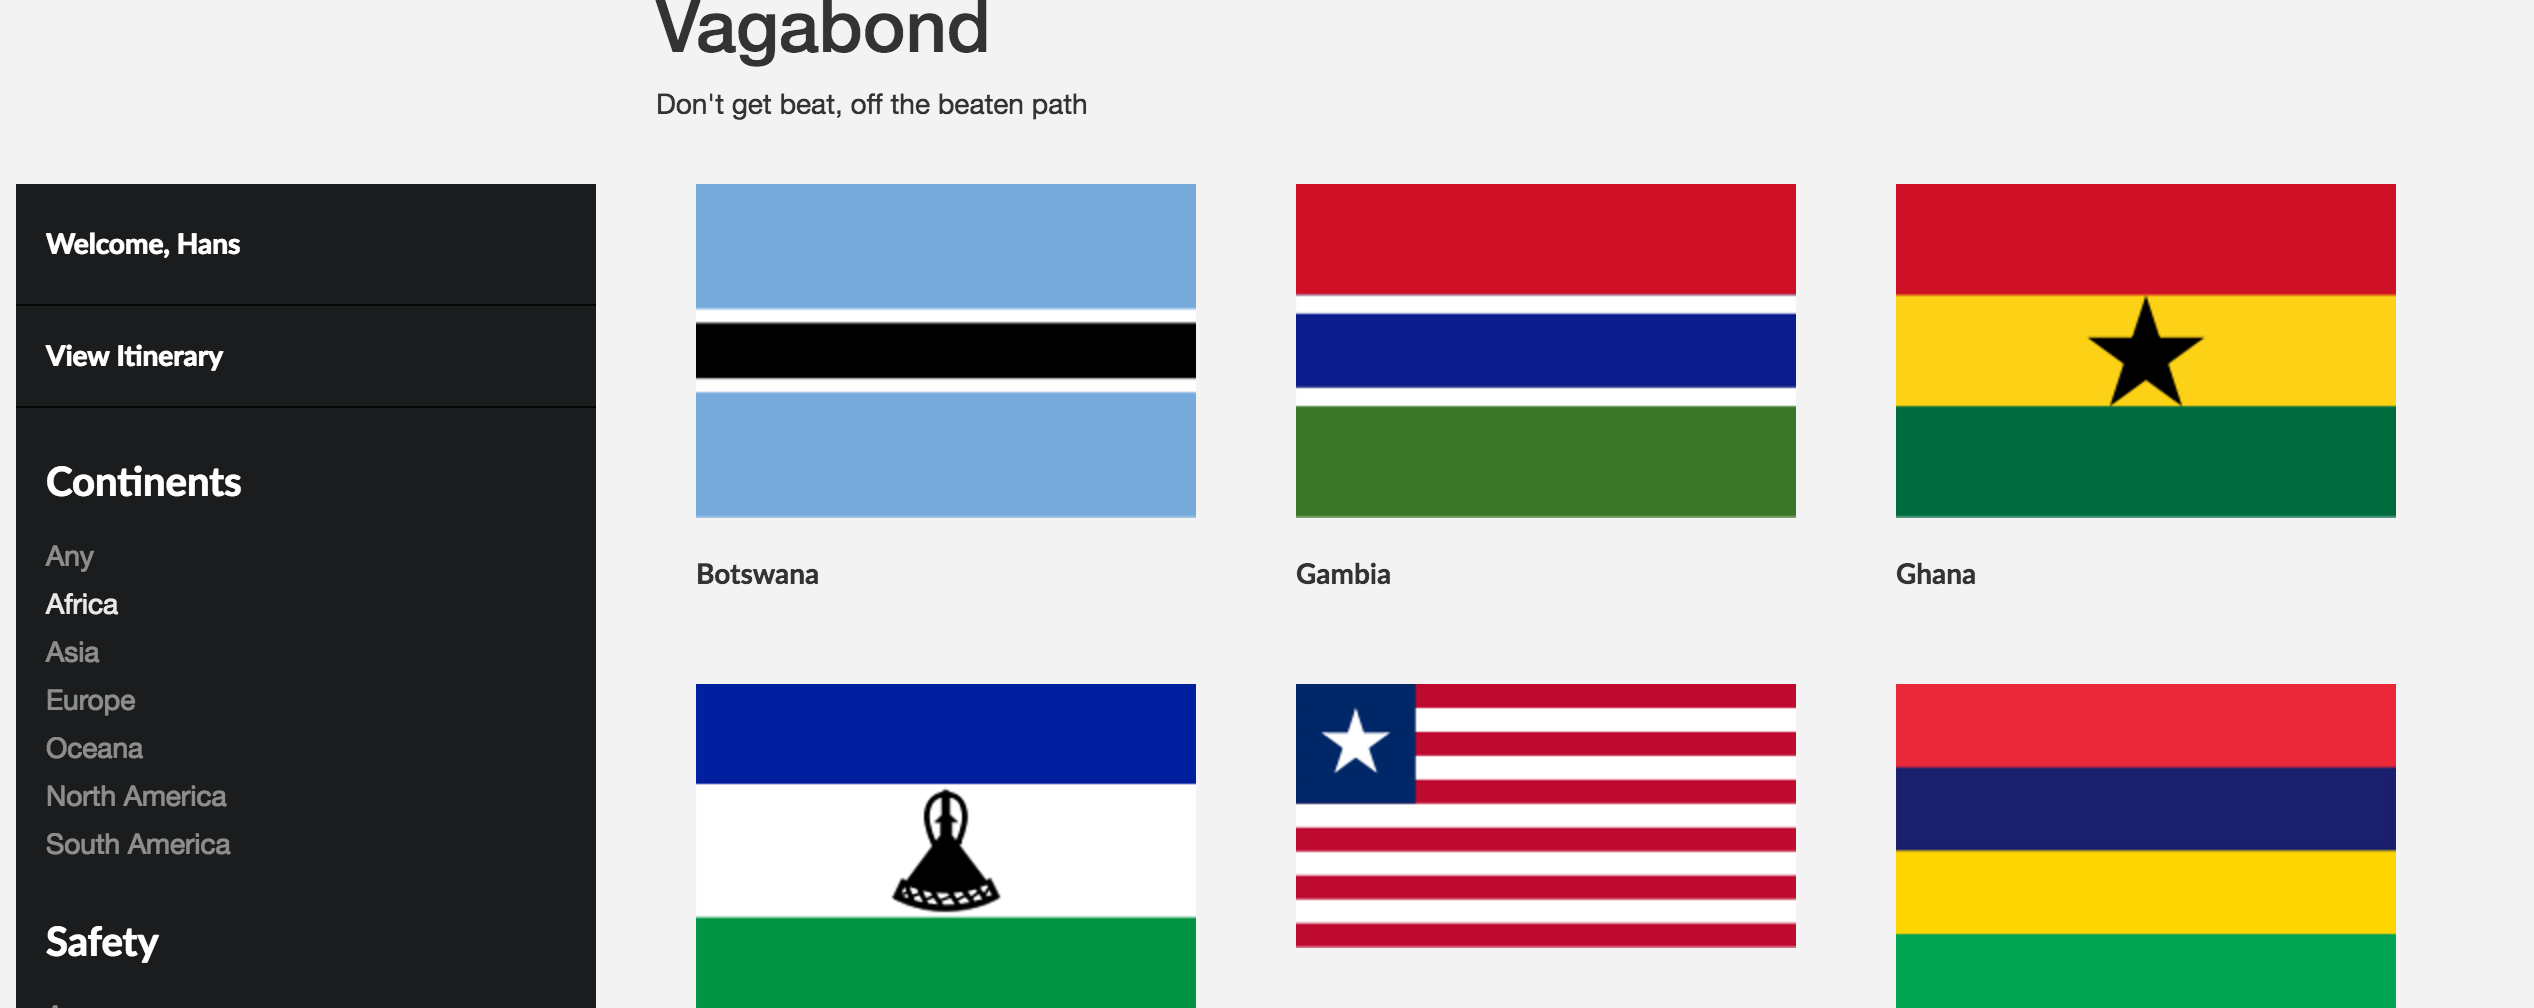 Vagabond
Don't get beat, off the beaten path
Welcome, Hans
View Itinerary
Continents
Any
Africa
Asia
Europe
Oceana
North America
South America
Safety
Botswana
Gambia
Ghana